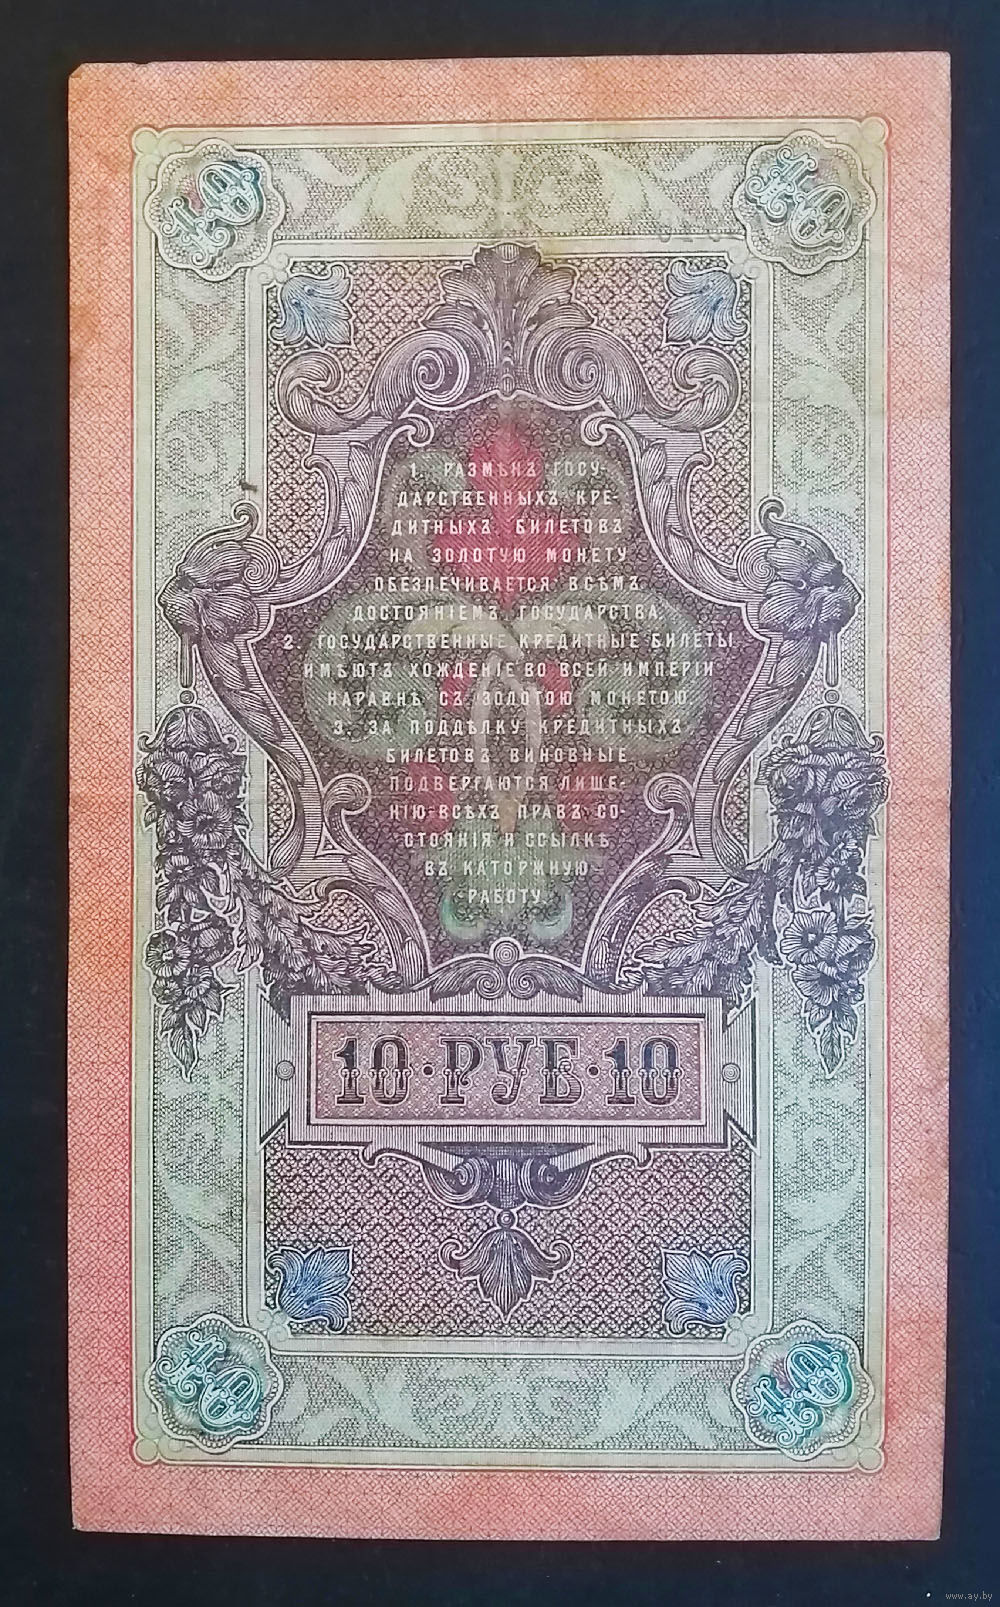 10 10
1. РАЗМѢНЪ ГОСУ-
ДАРСТВЕННЫХЪ КРЕ-
ДИТНЫХЪ БИЛЕТОВЪ
НА ЗОЛОТУЮ МОНЕТУ
ОБЕЗПЕЧИВАЕТСЯ ВСѢМЪ
ДОСТОЯНІЕМЪ ГОСУДАРСТВА.
2. ГОСУДАРСТВЕННЫЕ КРЕДИТНЫЕ БИЛЕТЫ
ИМѢЮТЪ ХОЖДЕНІЕ ВО ВСЕЙ ИМПЕРІИ
НАРАВНѢ СЪ ЗОЛОТОЮ МОНЕТОЮ.
3. ЗА ПОДДѢЛКУ КРЕДИТНЫХЪ
БИЛЕТОВЪ ВИНОВНЫЕ
ПОДВЕРГАЮТСЯ ЛИШЕ-
НІЮ ВСѢХЪ ПРАВЪ СО-
СТОЯНІЯ И ССЫЛКѢ
ВЪ КАТОРЖНУЮ
РАБОТУ.
10·РУБ·10
10 10
www.ay.by